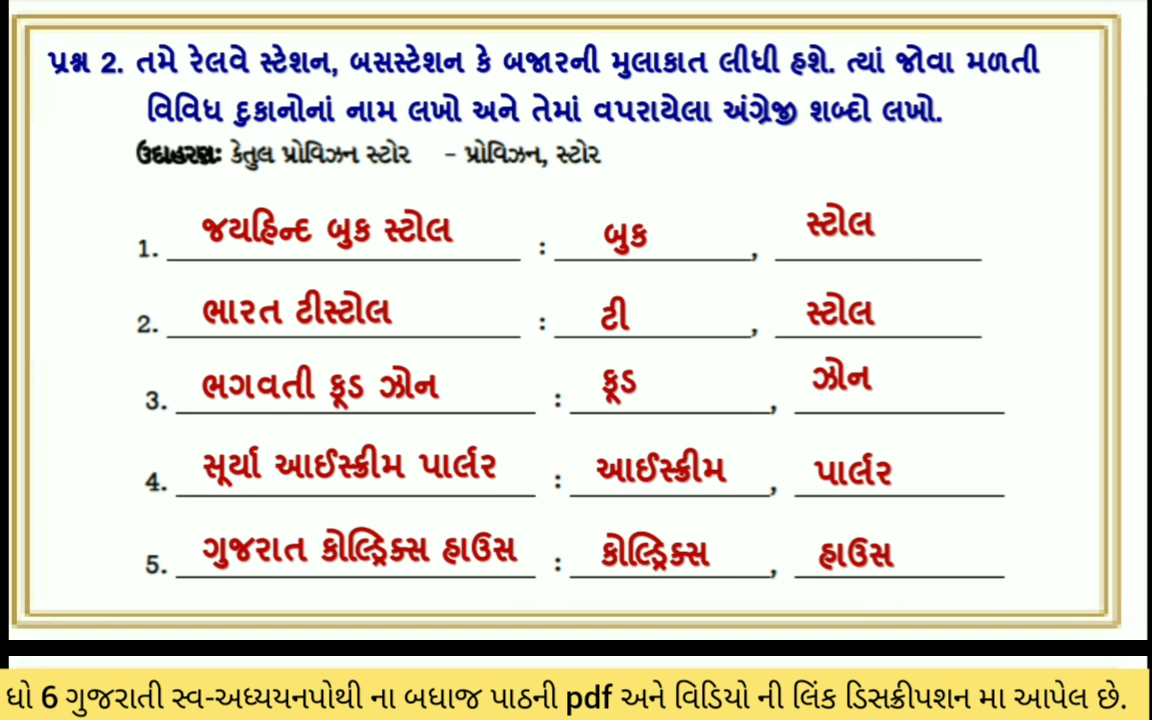 પ્રશ્ન 2. તમે રેલવે સ્ટેશન, બસસ્ટેશન કે બજારની મુલાકાત લીધી હશે. ત્યાં જોવા મળતી
વિવિધ દુકાનોનાં નામ લખો અને તેમાં વપરાયેલા અંગ્રેજી શબ્દો લખો.
ઉદાહરણઃ કેતુલ પ્રોવિઝન સ્ટોર – પ્રોવિઝન, સ્ટોર
1. જયહિન્દ બુક સ્ટોલ : બુક , સ્ટોલ
2. ભારત ટીસ્ટોલ : ટી , સ્ટોલ
3. ભગવતી ફૂડ ઝોન : ફૂડ , ઝોન
4. સૂર્યા આઈસ્ક્રીમ પાર્લર : આઈસ્ક્રીમ , પાર્લર
5. ગુજરાત કોલ્ડ્રિક્સ હાઉસ : કોલ્ડ્રિક્સ , હાઉસ
ધો 6 ગુજરાતી સ્વ-અધ્યયનપોથી ના બધાજ પાઠની pdf અને વિડિયો ની લિંક ડિસક્રીપશન મા આપેલ છે.